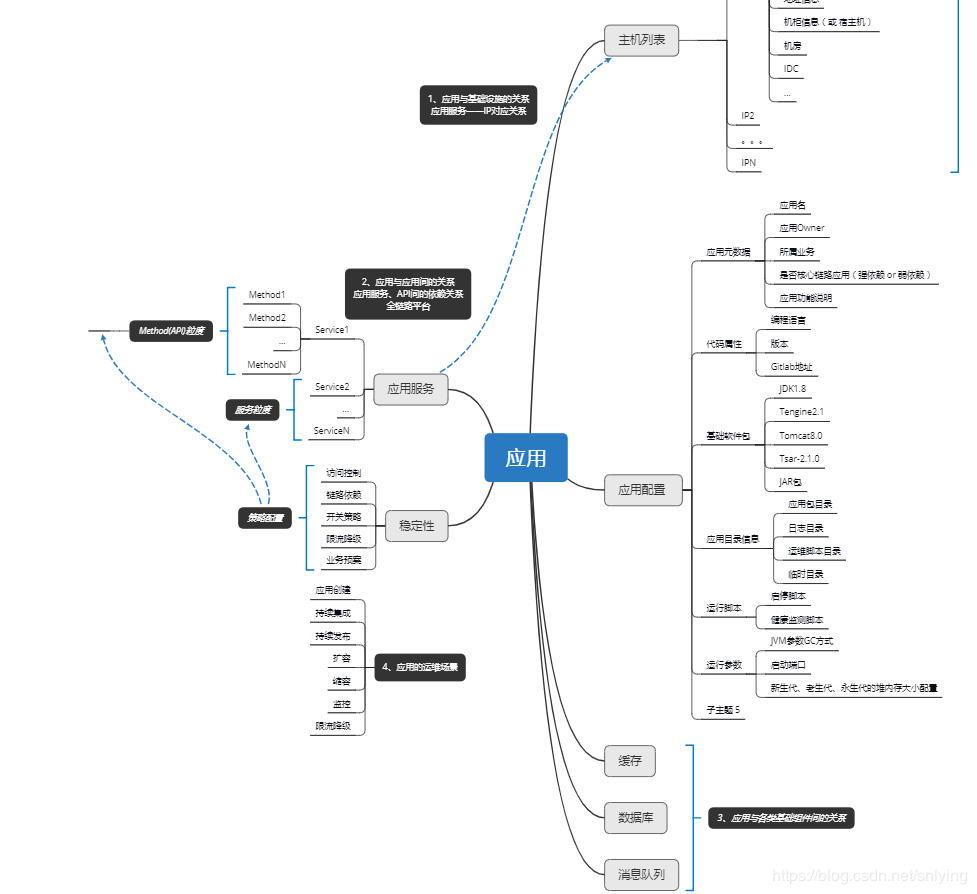 机柜信息（或 宿主机）
机房
IDC
...
IP2
。。。
IPN
主机列表
1、应用与基础设施的关系
应用服务——IP对应关系
2、应用与应用间的关系
应用服务、API间的依赖关系
全链路平台
Method1
Method2
...
MethodN
Method(API)粒度
Service1
Service2
...
ServiceN
服务粒度
应用服务
应用
策略配置
访问控制
链路依赖
开关策略
限流降级
业务预案
稳定性
应用创建
持续集成
持续发布
扩容
缩容
监控
限流降级
4、应用的运维场景
应用配置
应用元数据
应用名
应用Owner
所属业务
是否核心链路应用（强依赖 or 弱依赖）
应用功能说明
代码属性
编程语言
版本
Gitlab地址
基础软件包
JDK1.8
Tengine2.1
Tomcat8.0
Tsar-2.1.0
JAR包
应用目录信息
应用包目录
日志目录
运维脚本目录
临时目录
运行脚本
启停脚本
健康监测脚本
运行参数
JVM参数GC方式
启动端口
新生代、老生代、永生代的堆内存大小配置
子主题 5
缓存
数据库
消息队列
3、应用与各类基础组件间的关系
https://blog.csdn.net/snlying